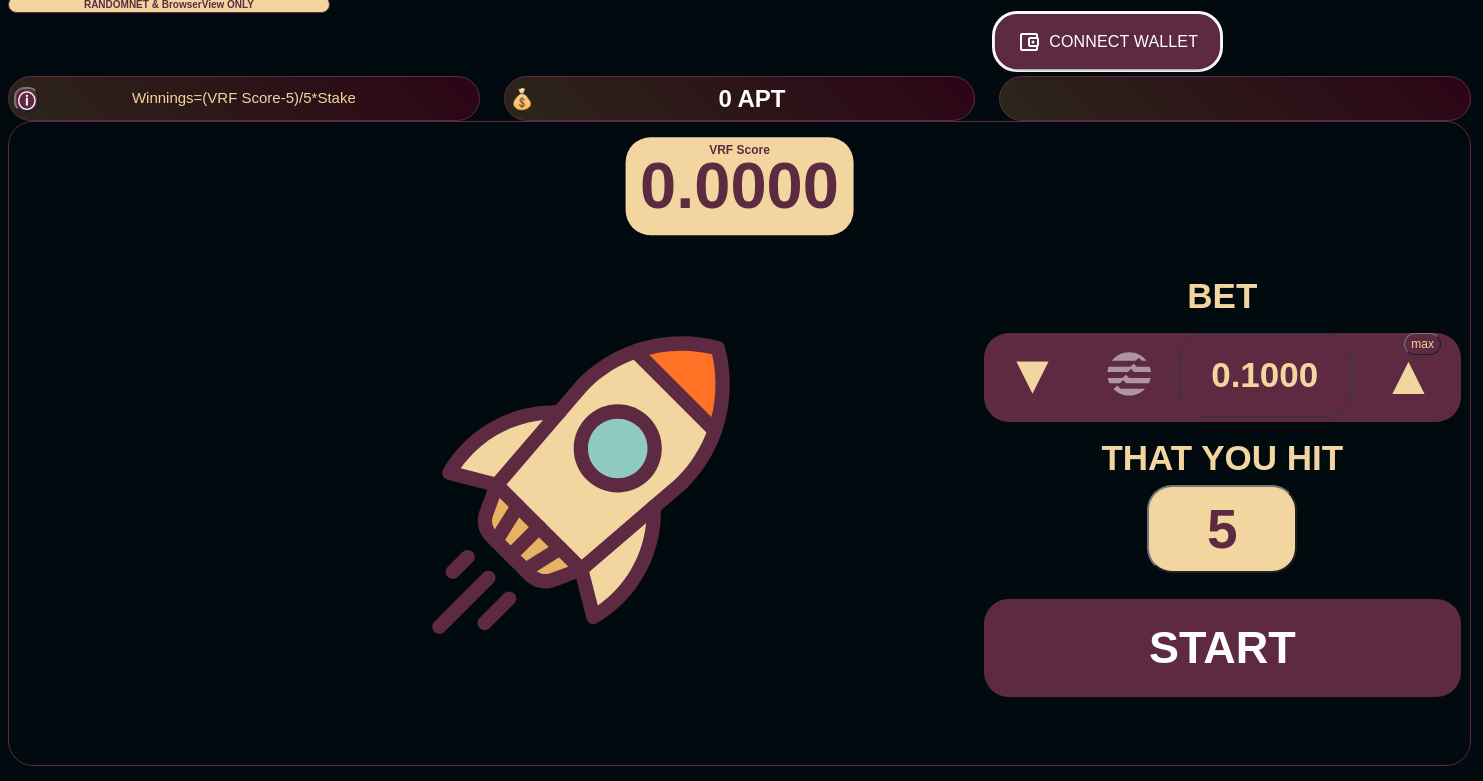 RANDOMNET & BrowserView ONLY
CONNECT WALLET
Winnings=(VRF Score-5)/5*Stake
0 APT
VRF Score
0.0000
BET
max
0.1000
THAT YOU HIT
5
START